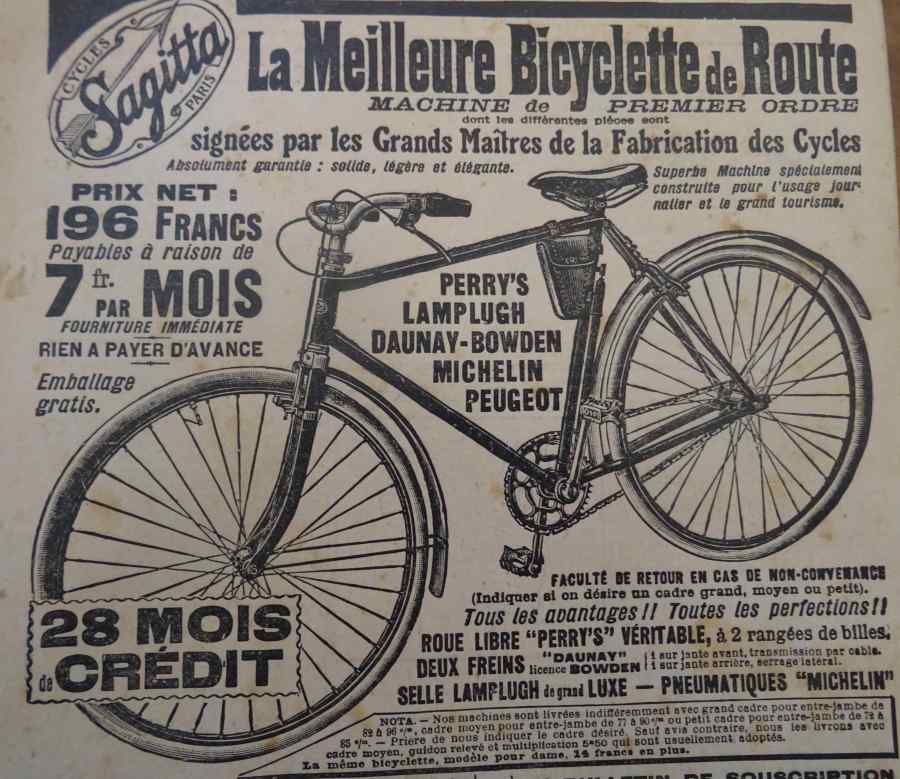 CYCLES
Sagitta
PARIS
La Meilleure Bicyclette de Route
MACHINE de PREMIER ORDRE
dont les différentes pièces sont
signées par les Grands Maîtres de la Fabrication des Cycles
Absolument garantie : solide, légère et élégante.
Superbe Machine spécialement
construite pour l'usage jour-
nalier et le grand tourisme.
PRIX NET :
196 FRANCS
Payables à raison de
7 fr. PAR MOIS
FOURNITURE IMMÉDIATE
RIEN A PAYER D'AVANCE
Emballage
gratis.
PERRY'S
LAMPLUGH
DAUNAY-BOWDEN
MICHELIN
PEUGEOT
28 MOIS
de CRÉDIT
FACULTÉ DE RETOUR EN CAS DE NON-CONVENANCE
(Indiquer si on désire un cadre grand, moyen ou petit).
Tous les avantages!! Toutes les perfections!!
ROUE LIBRE "PERRY'S" VÉRITABLE, à 2 rangées de billes.
DEUX FREINS "DAUNAY" licence BOWDEN
1 sur jante avant, transmission par cable.
1 sur jante arrière, serrage latéral.
SELLE LAMPLUGH de grand LUXE — PNEUMATIQUES "MICHELIN"
NOTA. — Nos machines sont livrées indifféremment avec grand cadre pour entre-jambe de
82 à 96 c/m, cadre moyen pour entre-jambe de 77 à 90 c/m ou petit cadre pour entre-jambe de 72 à
85 c/m. — Prière de nous indiquer le cadre désiré. Sauf avis contraire, nous les livrons avec
cadre moyen, guidon relevé et multiplication 5m50 qui sont usuellement adoptés.
La même bicyclette, modèle pour dame, 14 francs en plus.
BULLETIN DE SOUSCRIPTION